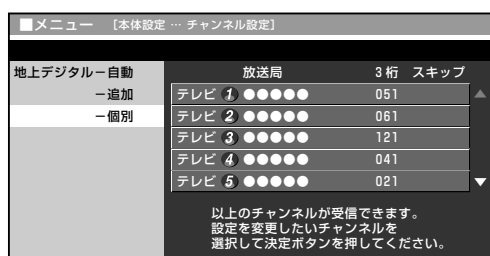 ■メニュー [本体設定 … チャンネル設定]
地上デジタル－自動 放送局 3桁 スキップ
－追加 テレビ 1 ●●●●● 051 ▲
－個別 テレビ 2 ●●●●● 061
テレビ 3 ●●●●● 121
テレビ 4 ●●●●● 041
テレビ 5 ●●●●● 021 ▼
以上のチャンネルが受信できます。
設定を変更したいチャンネルを
選択して決定ボタンを押してください。